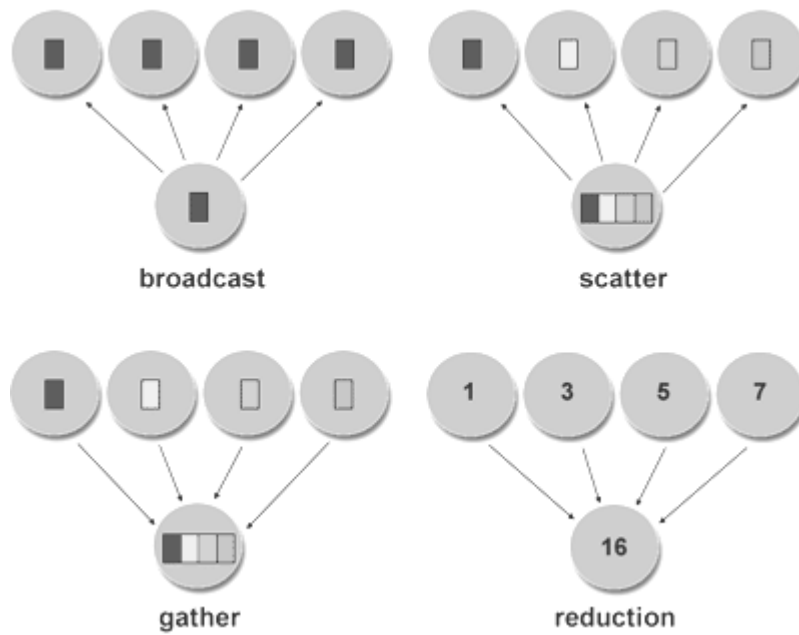 broadcast
scatter
1 3 5 7
16
gather
reduction